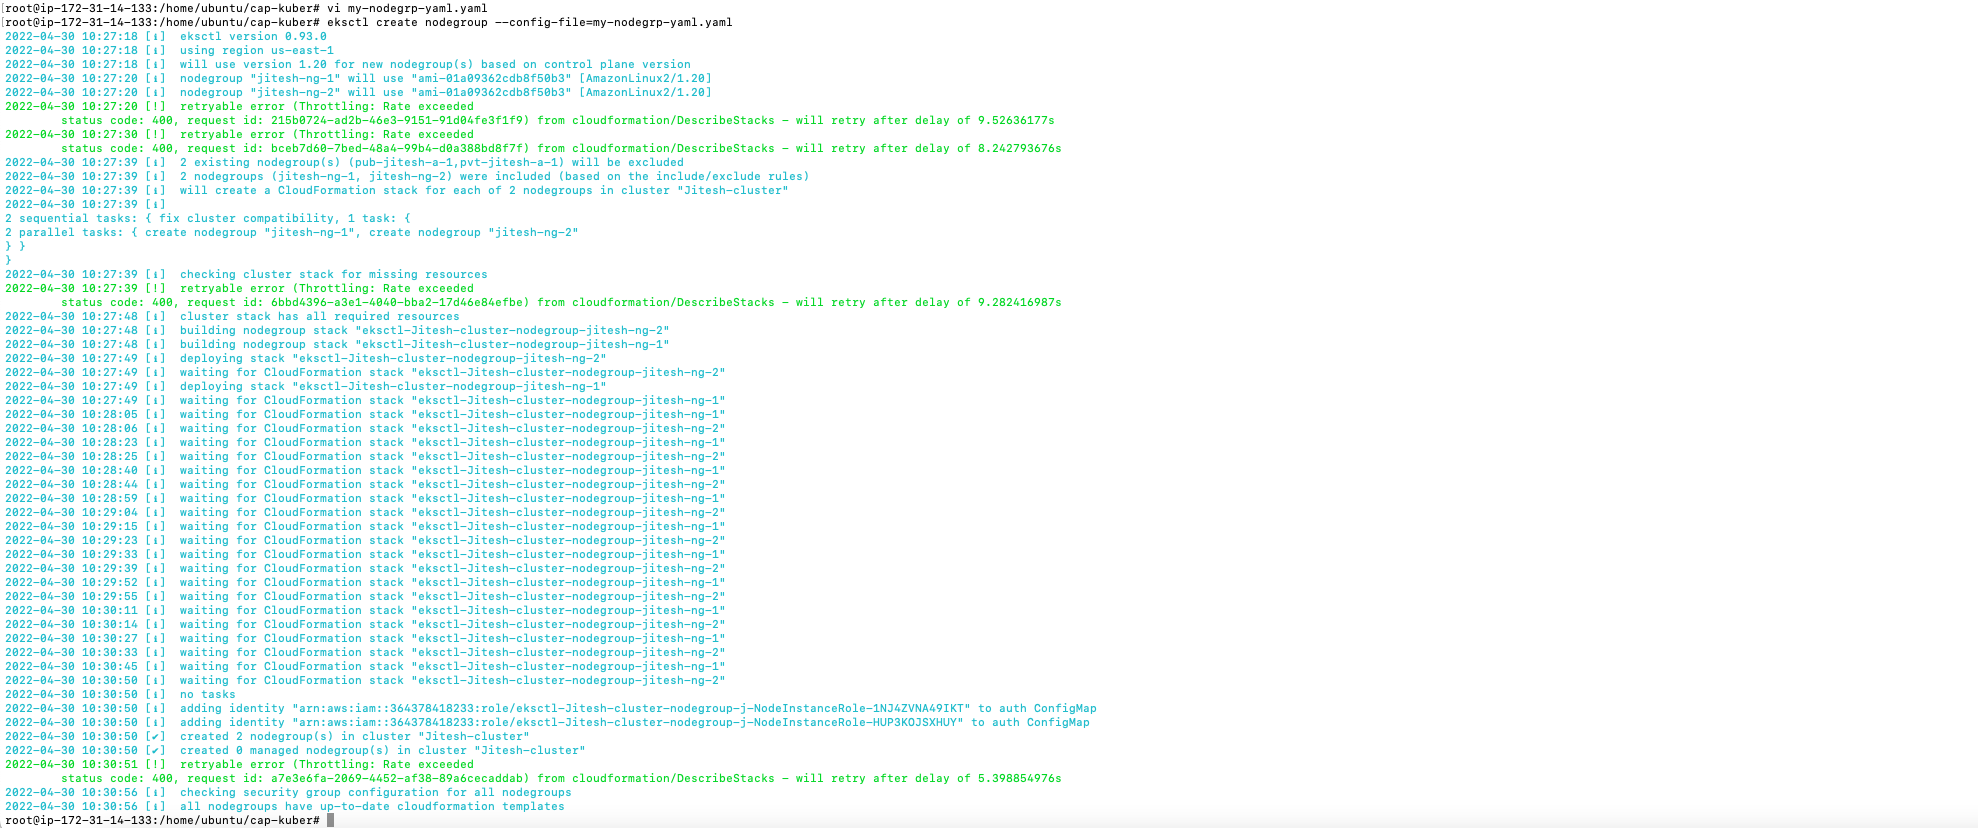 [root@ip-172-31-14-133:/home/ubuntu/cap-kuber# vi my-nodegrp-yaml.yaml
[root@ip-172-31-14-133:/home/ubuntu/cap-kuber# eksctl create nodegroup --config-file=my-nodegrp-yaml.yaml
2022-04-30 10:27:18 [ℹ]  eksctl version 0.93.0
2022-04-30 10:27:18 [ℹ]  using region us-east-1
2022-04-30 10:27:18 [ℹ]  will use version 1.20 for new nodegroup(s) based on control plane version
2022-04-30 10:27:20 [ℹ]  nodegroup "jitesh-ng-1" will use "ami-01a09362cdb8f50b3" [AmazonLinux2/1.20]
2022-04-30 10:27:20 [ℹ]  nodegroup "jitesh-ng-2" will use "ami-01a09362cdb8f50b3" [AmazonLinux2/1.20]
2022-04-30 10:27:20 [!]  retryable error (Throttling: Rate exceeded
status code: 400, request id: 215b0724-ad2b-46e3-9151-91d04fe3f1f9) from cloudformation/DescribeStacks - will retry after delay of 9.52636177s
2022-04-30 10:27:30 [!]  retryable error (Throttling: Rate exceeded
status code: 400, request id: bceb7d60-7bed-48a4-99b4-d0a388bd8f7f) from cloudformation/DescribeStacks - will retry after delay of 8.242793676s
2022-04-30 10:27:39 [ℹ]  2 existing nodegroup(s) (pub-jitesh-a-1,pvt-jitesh-a-1) will be excluded
2022-04-30 10:27:39 [ℹ]  2 nodegroups (jitesh-ng-1, jitesh-ng-2) were included (based on the include/exclude rules)
2022-04-30 10:27:39 [ℹ]  will create a CloudFormation stack for each of 2 nodegroups in cluster "Jitesh-cluster"
2022-04-30 10:27:39 [ℹ]
2 sequential tasks: { fix cluster compatibility, 1 task: {
2 parallel tasks: { create nodegroup "jitesh-ng-1", create nodegroup "jitesh-ng-2"
} }
}
2022-04-30 10:27:39 [ℹ]  checking cluster stack for missing resources
2022-04-30 10:27:39 [!]  retryable error (Throttling: Rate exceeded
status code: 400, request id: 6bbd4396-a3e1-4040-bba2-17d46e84efbe) from cloudformation/DescribeStacks - will retry after delay of 9.282416987s
2022-04-30 10:27:48 [ℹ]  cluster stack has all required resources
2022-04-30 10:27:48 [ℹ]  building nodegroup stack "eksctl-Jitesh-cluster-nodegroup-jitesh-ng-2"
2022-04-30 10:27:48 [ℹ]  building nodegroup stack "eksctl-Jitesh-cluster-nodegroup-jitesh-ng-1"
2022-04-30 10:27:49 [ℹ]  deploying stack "eksctl-Jitesh-cluster-nodegroup-jitesh-ng-2"
2022-04-30 10:27:49 [ℹ]  waiting for CloudFormation stack "eksctl-Jitesh-cluster-nodegroup-jitesh-ng-2"
2022-04-30 10:27:49 [ℹ]  deploying stack "eksctl-Jitesh-cluster-nodegroup-jitesh-ng-1"
2022-04-30 10:27:49 [ℹ]  waiting for CloudFormation stack "eksctl-Jitesh-cluster-nodegroup-jitesh-ng-1"
2022-04-30 10:28:05 [ℹ]  waiting for CloudFormation stack "eksctl-Jitesh-cluster-nodegroup-jitesh-ng-1"
2022-04-30 10:28:06 [ℹ]  waiting for CloudFormation stack "eksctl-Jitesh-cluster-nodegroup-jitesh-ng-2"
2022-04-30 10:28:23 [ℹ]  waiting for CloudFormation stack "eksctl-Jitesh-cluster-nodegroup-jitesh-ng-1"
2022-04-30 10:28:25 [ℹ]  waiting for CloudFormation stack "eksctl-Jitesh-cluster-nodegroup-jitesh-ng-2"
2022-04-30 10:28:40 [ℹ]  waiting for CloudFormation stack "eksctl-Jitesh-cluster-nodegroup-jitesh-ng-1"
2022-04-30 10:28:44 [ℹ]  waiting for CloudFormation stack "eksctl-Jitesh-cluster-nodegroup-jitesh-ng-2"
2022-04-30 10:28:59 [ℹ]  waiting for CloudFormation stack "eksctl-Jitesh-cluster-nodegroup-jitesh-ng-1"
2022-04-30 10:29:04 [ℹ]  waiting for CloudFormation stack "eksctl-Jitesh-cluster-nodegroup-jitesh-ng-2"
2022-04-30 10:29:15 [ℹ]  waiting for CloudFormation stack "eksctl-Jitesh-cluster-nodegroup-jitesh-ng-1"
2022-04-30 10:29:23 [ℹ]  waiting for CloudFormation stack "eksctl-Jitesh-cluster-nodegroup-jitesh-ng-2"
2022-04-30 10:29:33 [ℹ]  waiting for CloudFormation stack "eksctl-Jitesh-cluster-nodegroup-jitesh-ng-1"
2022-04-30 10:29:39 [ℹ]  waiting for CloudFormation stack "eksctl-Jitesh-cluster-nodegroup-jitesh-ng-2"
2022-04-30 10:29:52 [ℹ]  waiting for CloudFormation stack "eksctl-Jitesh-cluster-nodegroup-jitesh-ng-1"
2022-04-30 10:29:55 [ℹ]  waiting for CloudFormation stack "eksctl-Jitesh-cluster-nodegroup-jitesh-ng-2"
2022-04-30 10:30:11 [ℹ]  waiting for CloudFormation stack "eksctl-Jitesh-cluster-nodegroup-jitesh-ng-1"
2022-04-30 10:30:14 [ℹ]  waiting for CloudFormation stack "eksctl-Jitesh-cluster-nodegroup-jitesh-ng-2"
2022-04-30 10:30:27 [ℹ]  waiting for CloudFormation stack "eksctl-Jitesh-cluster-nodegroup-jitesh-ng-1"
2022-04-30 10:30:33 [ℹ]  waiting for CloudFormation stack "eksctl-Jitesh-cluster-nodegroup-jitesh-ng-2"
2022-04-30 10:30:45 [ℹ]  waiting for CloudFormation stack "eksctl-Jitesh-cluster-nodegroup-jitesh-ng-1"
2022-04-30 10:30:50 [ℹ]  waiting for CloudFormation stack "eksctl-Jitesh-cluster-nodegroup-jitesh-ng-2"
2022-04-30 10:30:50 [ℹ]  no tasks
2022-04-30 10:30:50 [ℹ]  adding identity "arn:aws:iam::364378418233:role/eksctl-Jitesh-cluster-nodegroup-j-NodeInstanceRole-1NJ4ZVNA49IKT" to auth ConfigMap
2022-04-30 10:30:50 [ℹ]  adding identity "arn:aws:iam::364378418233:role/eksctl-Jitesh-cluster-nodegroup-j-NodeInstanceRole-HUP3KOJSXHUY" to auth ConfigMap
2022-04-30 10:30:50 [✔]  created 2 nodegroup(s) in cluster "Jitesh-cluster"
2022-04-30 10:30:50 [✔]  created 0 managed nodegroup(s) in cluster "Jitesh-cluster"
2022-04-30 10:30:51 [!]  retryable error (Throttling: Rate exceeded
status code: 400, request id: a7e3e6fa-2069-4452-af38-89a6cecaddab) from cloudformation/DescribeStacks - will retry after delay of 5.398854976s
2022-04-30 10:30:56 [ℹ]  checking security group configuration for all nodegroups
2022-04-30 10:30:56 [ℹ]  all nodegroups have up-to-date cloudformation templates
root@ip-172-31-14-133:/home/ubuntu/cap-kuber#